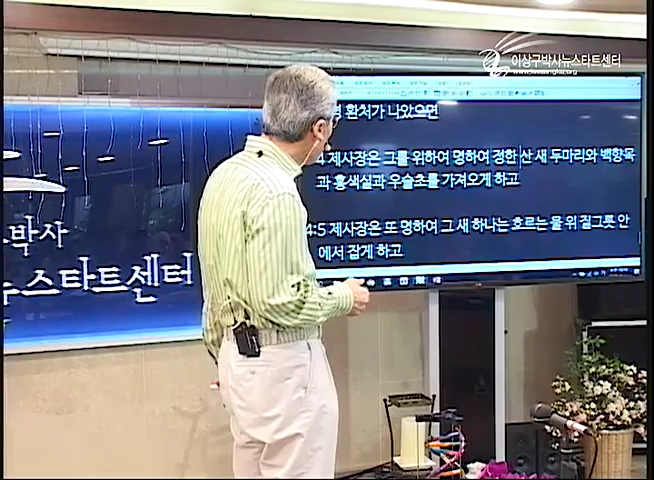 이상구박사뉴스타트센터
환처가 나았으면
4 제사장은 그를 위하여 명하여 정한 산 새 두마리와 백향목
과 홍색실과 우슬초를 가져오게 하고
4:5 제사장은 또 명하여 그 새 하나는 흐르는 물 위 질그릇 안
에서 잡게 하고
박사
뉴스타트센터